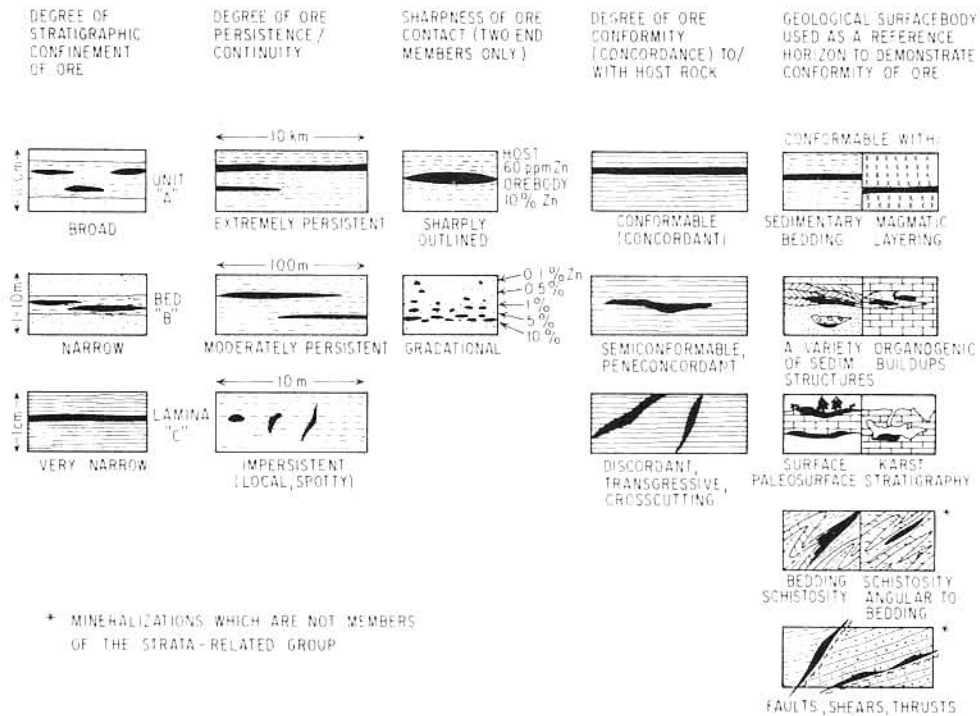 DEGREE OF
STRATIGRAPHIC
CONFINEMENT
OF ORE
DEGREE OF ORE
PERSISTENCE /
CONTINUITY
SHARPNESS OF ORE
CONTACT (TWO END
MEMBERS ONLY)
DEGREE OF ORE
CONFORMITY
(CONCORDANCE) TO/
WITH HOST ROCK
GEOLOGICAL SURFACEBODY
USED AS A REFERENCE
HORIZON TO DEMONSTRATE
CONFORMITY OF ORE
UNIT
"A"
BROAD
10 km
EXTREMELY PERSISTENT
HOST
60 ppm Zn
OREBODY
10% Zn
SHARPLY
OUTLINED
CONFORMABLE
(CONCORDANT)
CONFORMABLE WITH:
SEDIMENTARY
BEDDING
MAGMATIC
LAYERING
1-10m
BED
"B"
NARROW
100m
MODERATELY PERSISTENT
0.1% Zn
0.5%
1%
5%
10%
GRADATIONAL
SEMICONFORMABLE,
PENECONCORDANT
A VARIETY
OF SEDIM.
STRUCTURES
ORGANOGENIC
BUILDUPS
1cm
LAMINA
"C"
VERY NARROW
10 m
IMPERSISTENT
(LOCAL, SPOTTY)
DISCORDANT,
TRANSGRESSIVE,
CROSSCUTTING
SURFACE
PALEOSURFACE
KARST
STRATIGRAPHY
*
BEDDING
SCHISTOSITY
SCHISTOSITY
ANGULAR TO
BEDDING
*
FAULTS, SHEARS, THRUSTS
* MINERALIZATIONS WHICH ARE NOT MEMBERS
OF THE STRATA-RELATED GROUP